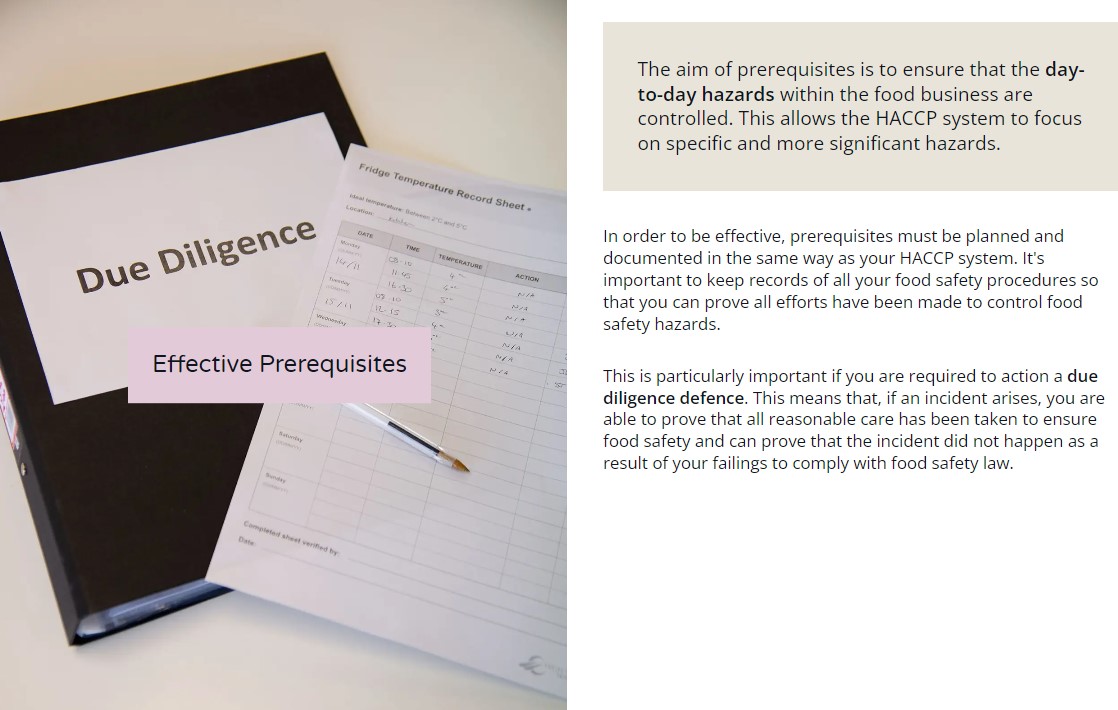 Due Diligence
Fridge Temperature Record Sheet
Ideal temperature: Between 2°C and 5°C
Location: kitchen
DATE TIME TEMPERATURE ACTION
Monday
14/11
08-10 4° N/A
11-45 N/A
16-30 5° N/A
Tuesday
15/11
08 10 N/A
12-15 N/A
Wednesday
N/A
N/A
Saturday
Sunday
Completed sheet verified by:
Date:
Effective Prerequisites
The aim of prerequisites is to ensure that the day-
to-day hazards within the food business are
controlled. This allows the HACCP system to focus
on specific and more significant hazards.
In order to be effective, prerequisites must be planned and
documented in the same way as your HACCP system. It's
important to keep records of all your food safety procedures so
that you can prove all efforts have been made to control food
safety hazards.
This is particularly important if you are required to action a due
diligence defence. This means that, if an incident arises, you are
able to prove that all reasonable care has been taken to ensure
food safety and can prove that the incident did not happen as a
result of your failings to comply with food safety law.